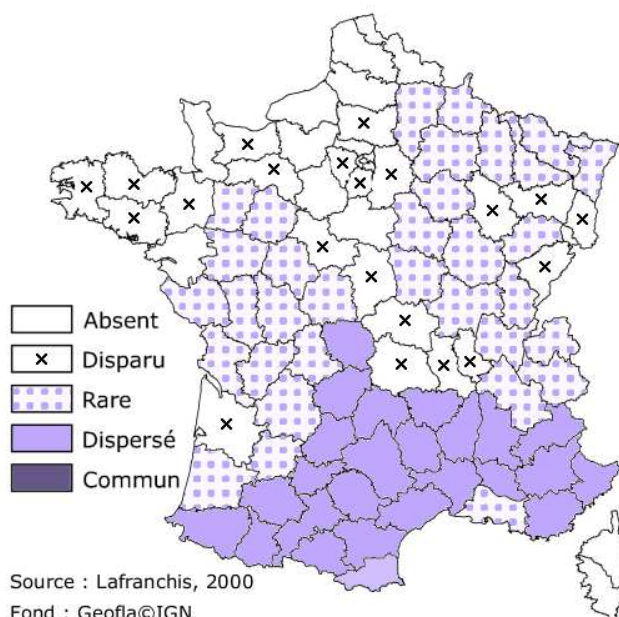 Absent
Disparu
Rare
Dispersé
Commun
Source : Lafranchis, 2000
Fond : Geofla©IGN